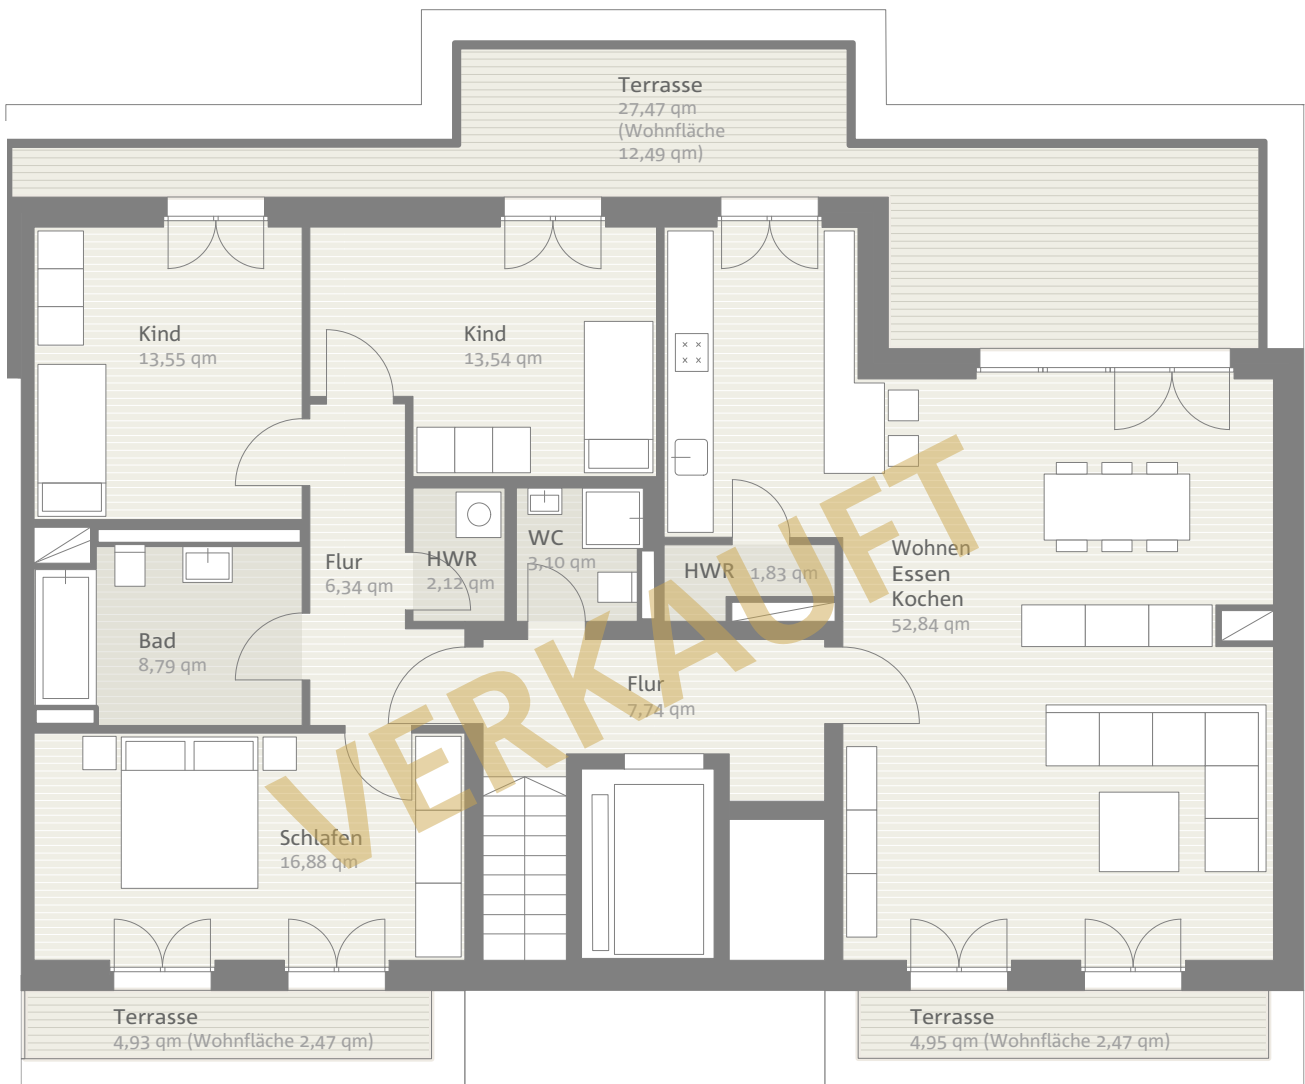 Terrasse
27,47 qm
(Wohnfläche
12,49 qm)
Kind
13,55 qm
Kind
13,54 qm
Flur
6,34 qm
HWR
2,12 qm
WC
3,10 qm
HWR 1,83 qm
Wohnen
Essen
Kochen
52,84 qm
Bad
8,79 qm
Flur
7,74 qm
VERKAUFT
Schlafen
16,88 qm
Terrasse
4,93 qm (Wohnfläche 2,47 qm)
Terrasse
4,95 qm (Wohnfläche 2,47 qm)